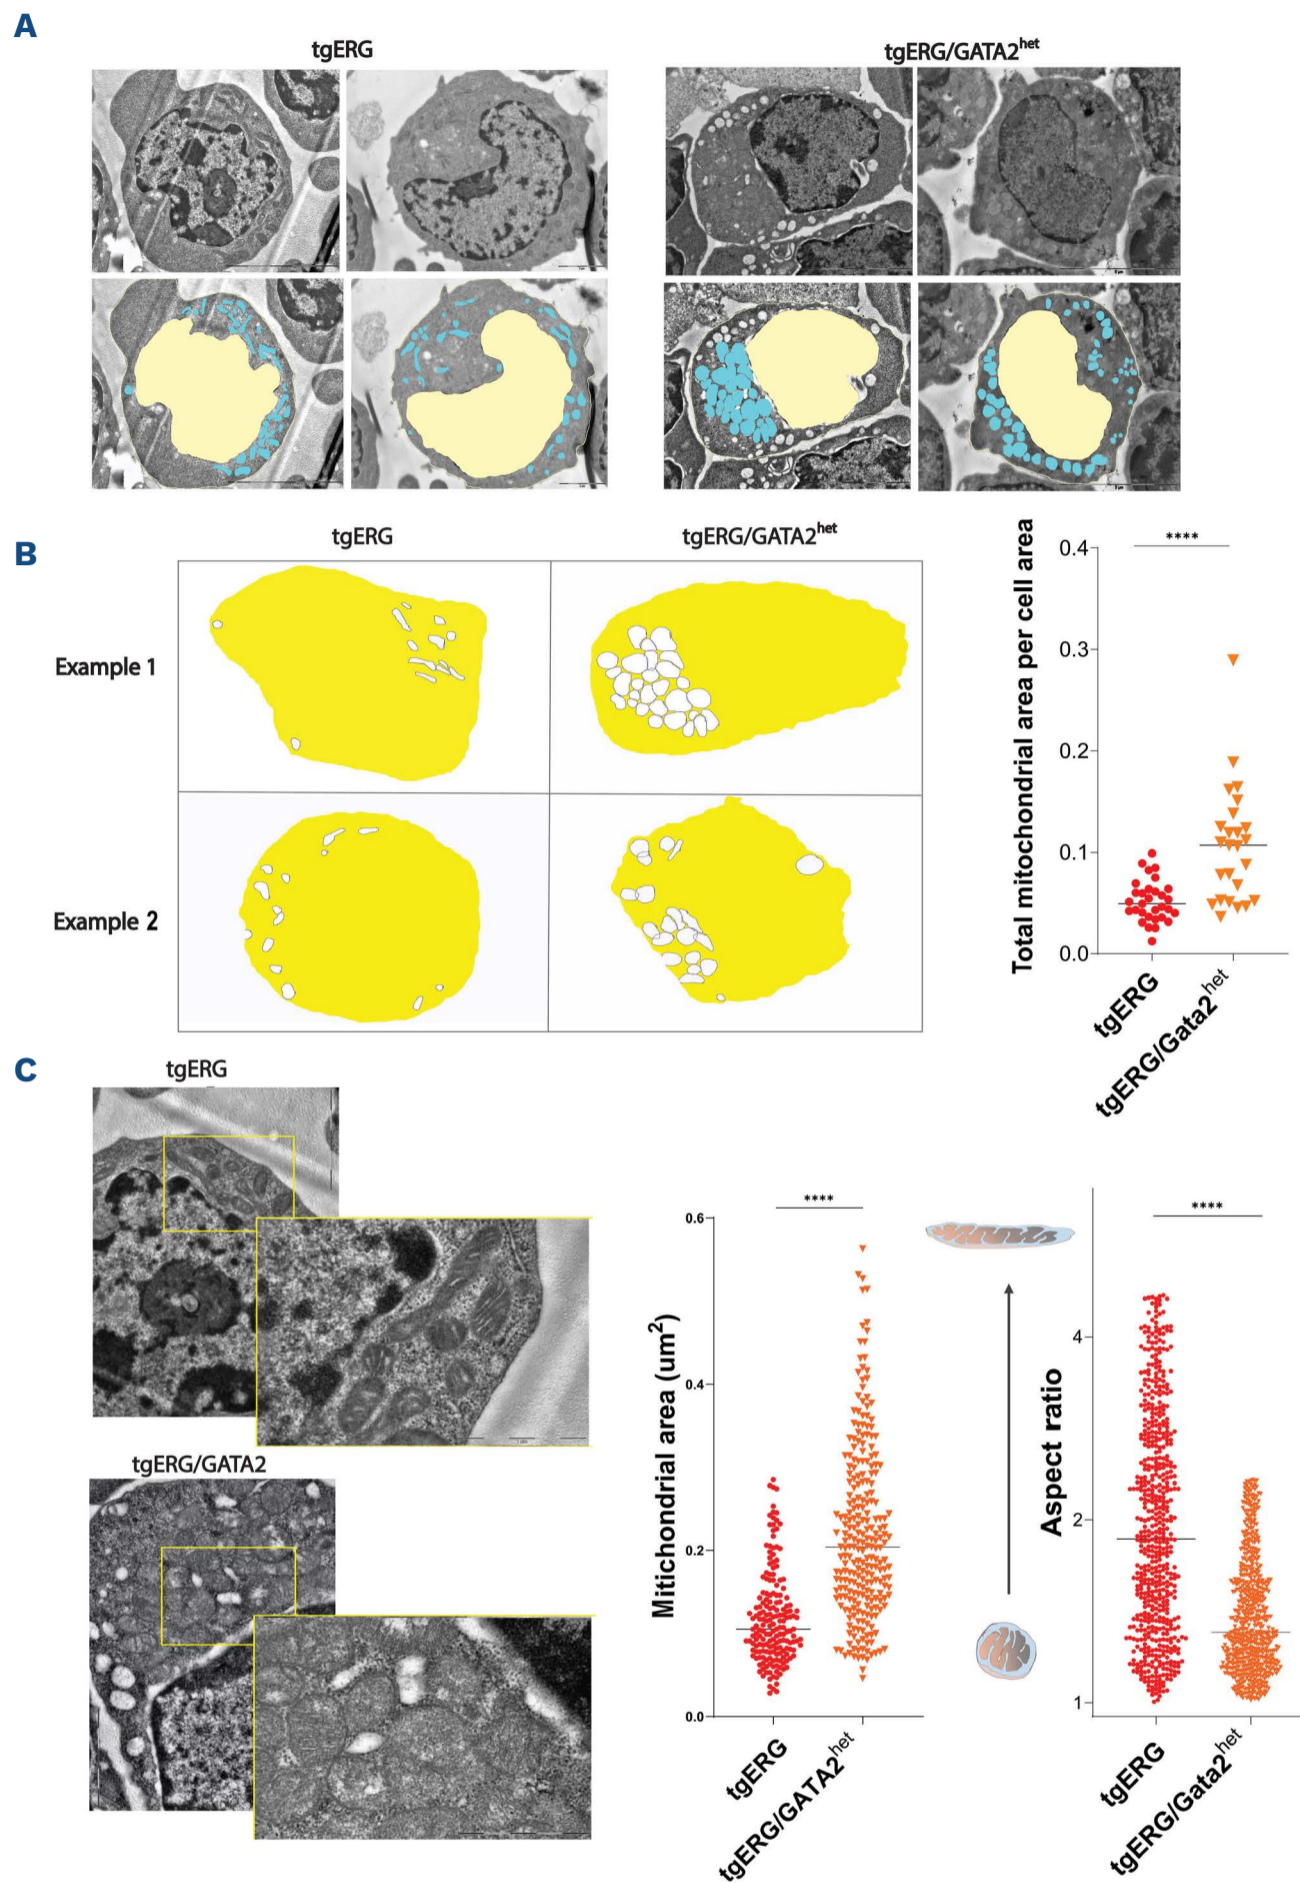 A
tgERG
tgERG/GATA2het
B
tgERG
tgERG/GATA2het
Example 1
Example 2
Total mitochondrial area per cell area
0.4
0.3
0.2
0.1
0.0
****
tgERG
tgERG/Gata2het
C
tgERG
tgERG/GATA2
Mitichondrial area (um2)
0.6
0.4
0.2
0.0
****
tgERG
tgERG/GATA2het
Aspect ratio
4
2
1
****
tgERG
tgERG/Gata2het